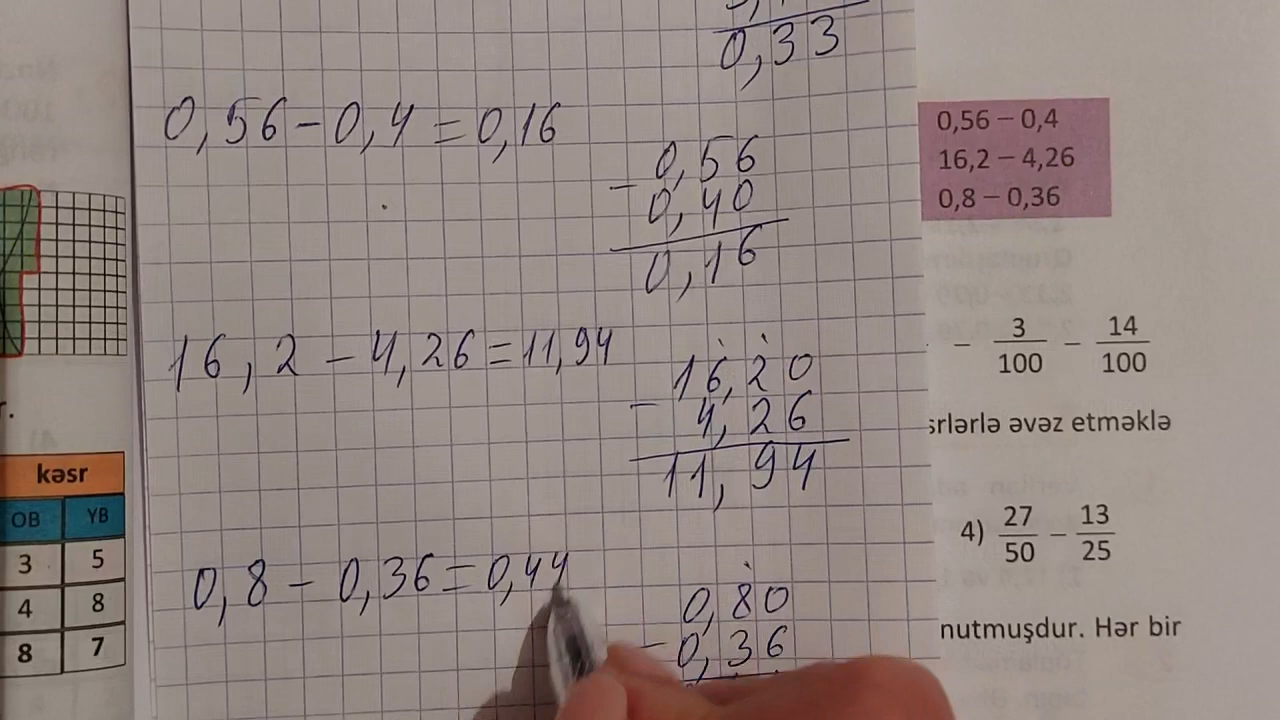 0,33
0,56 – 0,4 = 0,16
0,56
– 0,40
0,16
16,2 – 4,26 = 11,94
16,20
– 4,26
11,94
0,8 – 0,36 = 0,44
0,80
– 0,36
0,56 – 0,4
16,2 – 4,26
0,8 – 0,36
– 3/100 – 14/100
srlərlə əvəz etməklə
4) 27/50 – 13/25
nutmuşdur. Hər bir
r.
kəsr
OB YB
3 5
4 8
8 7